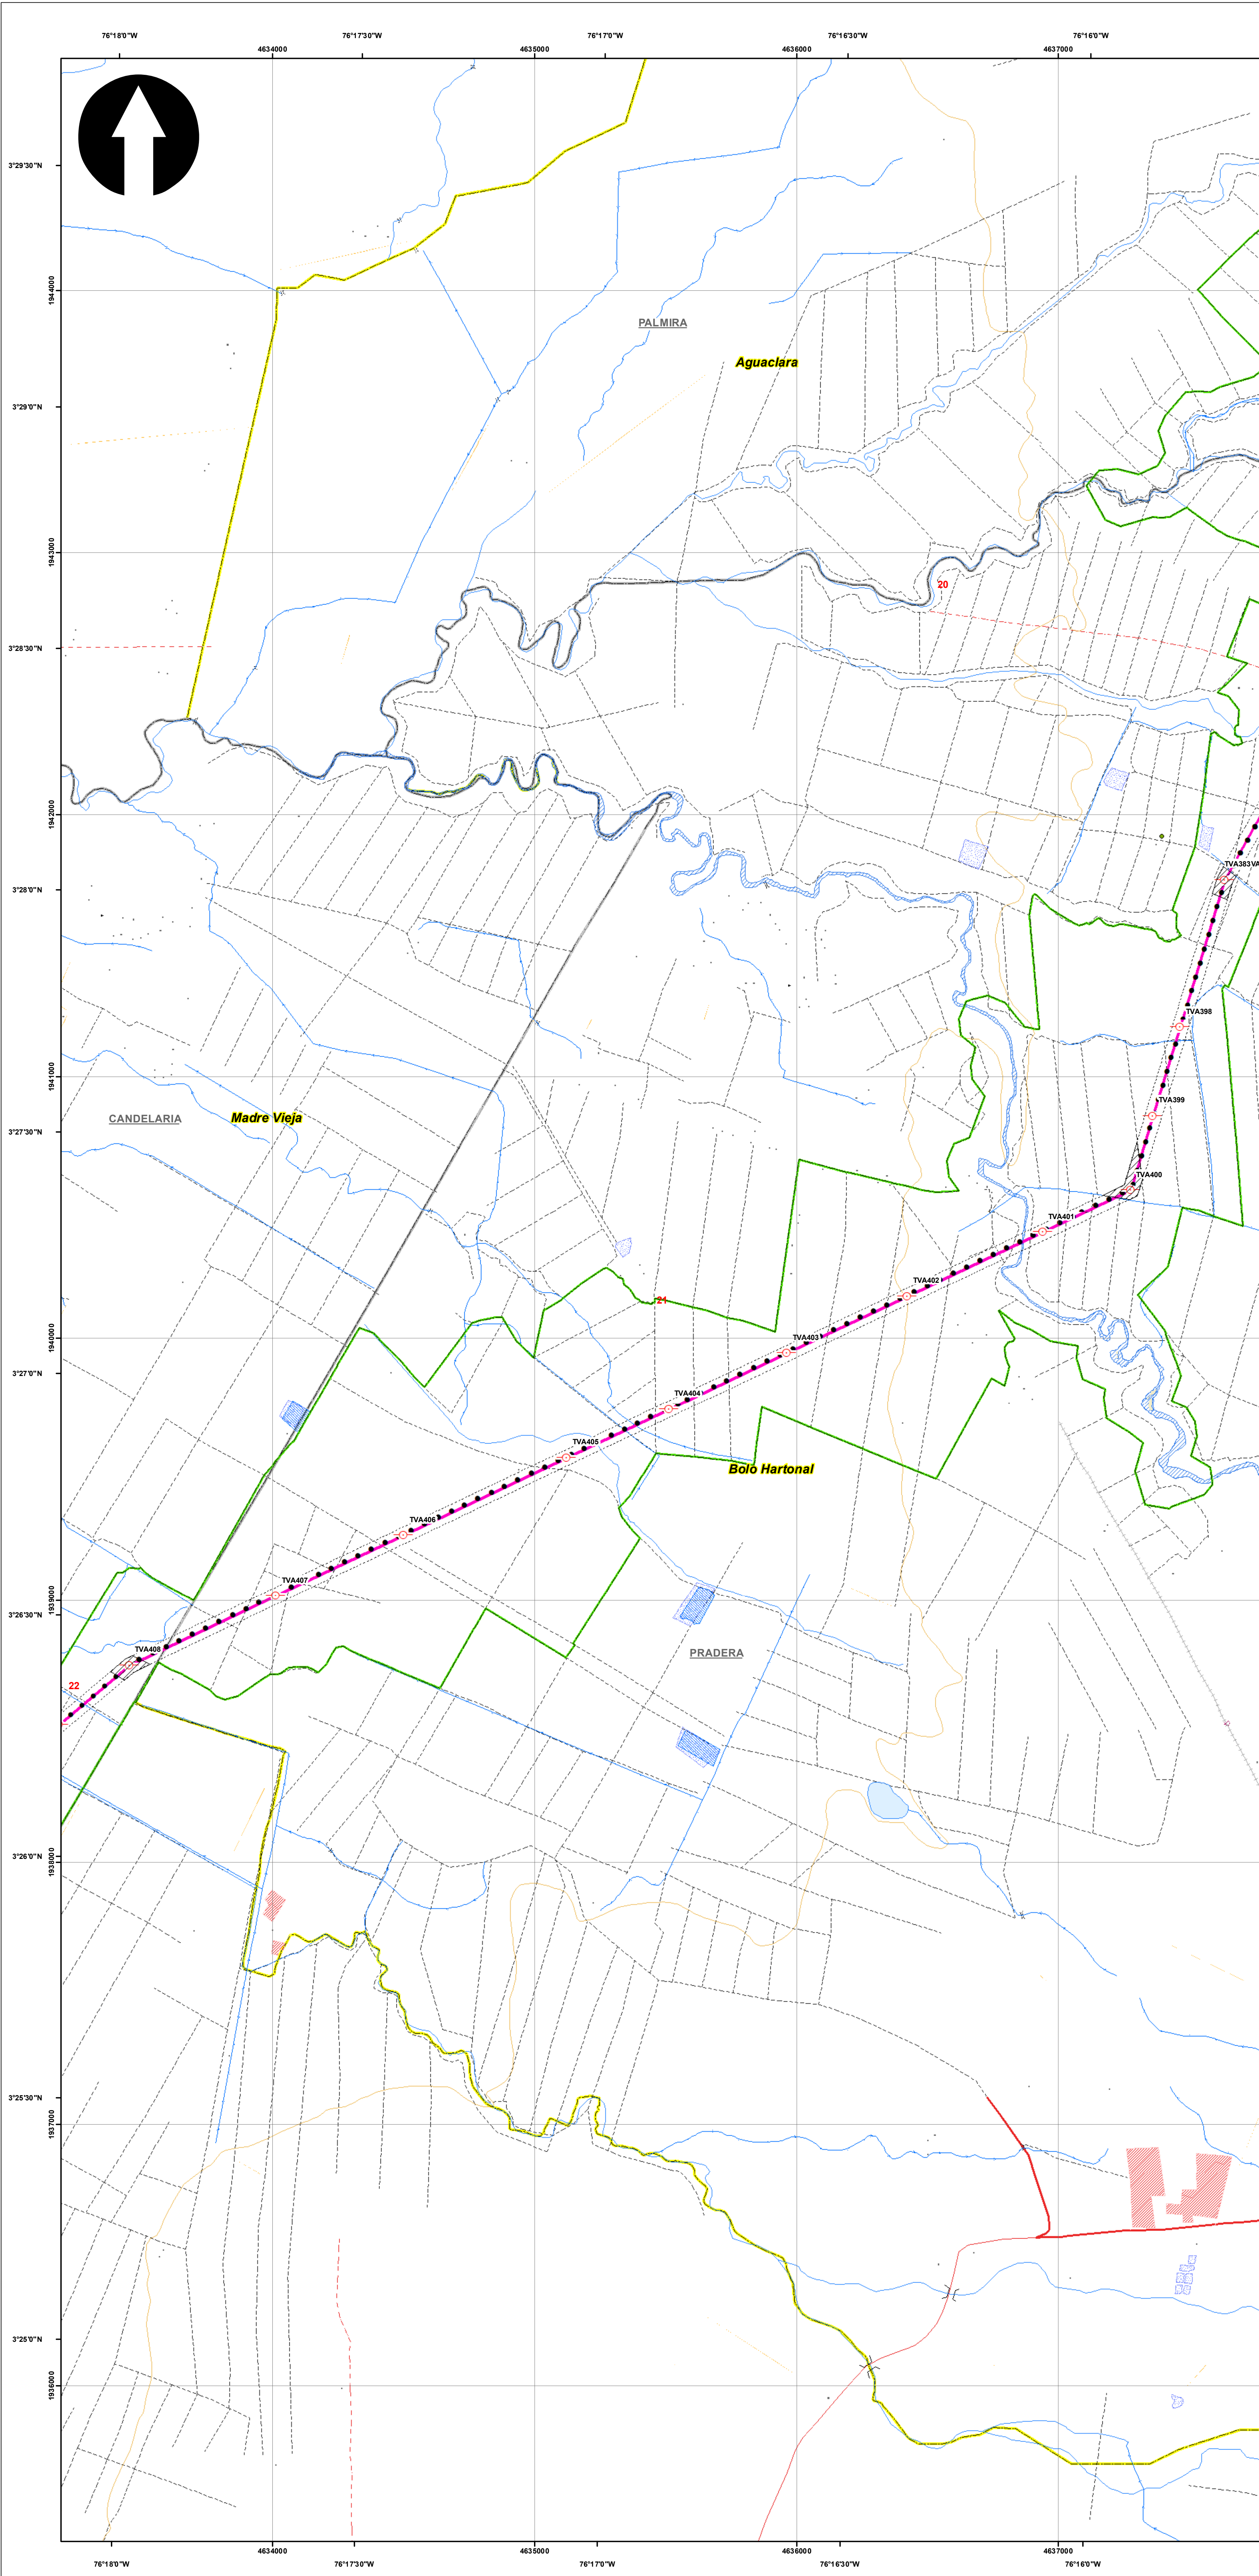 76°18'0"W 76°17'30"W 76°17'0"W 76°16'30"W 76°16'0"W
4634000 4635000 4636000 4637000
3°29'30"N
1944000
PALMIRA
Aguaclara
3°29'0"N
1943000
20
3°28'30"N
1942000
TVA383VA
3°28'0"N
TVA398
1941000
TVA399
CANDELARIA
Madre Vieja
3°27'30"N
TVA400
TVA401
TVA402
21
1940000
TVA403
3°27'0"N
TVA404
TVA405
Bolo Hartonal
TVA406
TVA407
1939000
3°26'30"N
TVA408
PRADERA
22
3°26'0"N
1938000
3°25'30"N
1937000
3°25'0"N
1936000
4634000 4635000 4636000 4637000
76°18'0"W 76°17'30"W 76°17'0"W 76°16'30"W 76°16'0"W